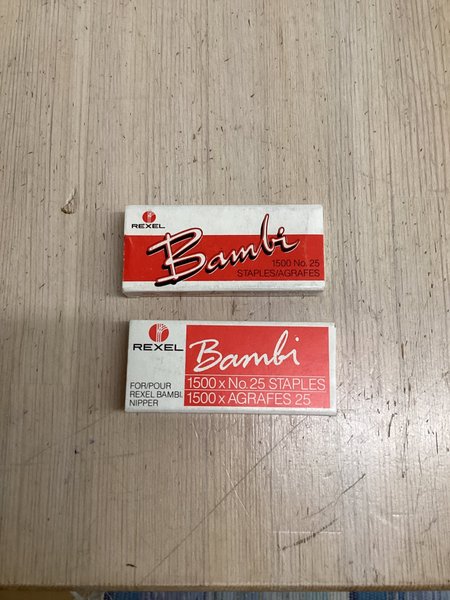 REXEL
Bambi
1500 No. 25
STAPLES/AGRAFES
REXEL
Bambi
FOR/POUR
REXEL BAMBI
NIPPER
1500 x No. 25 STAPLES
1500 x AGRAFES 25